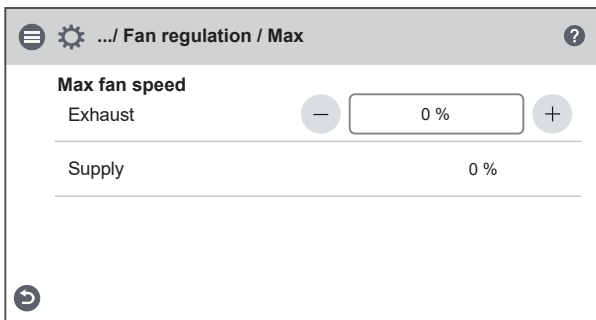 .../ Fan regulation / Max ?
Max fan speed
Exhaust − 0 % +
Supply 0 %